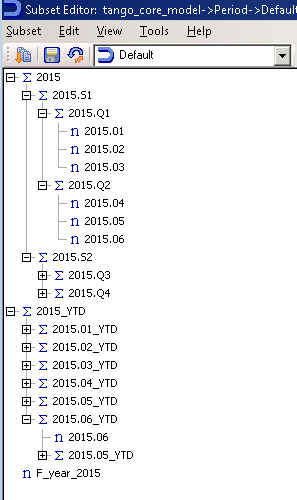 Subset Editor: tango_core_model->Period->Default
Subset Edit View Tools Help
Default
Σ 2015
Σ 2015.S1
Σ 2015.Q1
n 2015.01
n 2015.02
n 2015.03
Σ 2015.Q2
n 2015.04
n 2015.05
n 2015.06
Σ 2015.S2
Σ 2015.Q3
Σ 2015.Q4
Σ 2015_YTD
Σ 2015.01_YTD
Σ 2015.02_YTD
Σ 2015.03_YTD
Σ 2015.04_YTD
Σ 2015.05_YTD
Σ 2015.06_YTD
n 2015.06
Σ 2015.05_YTD
n F_year_2015